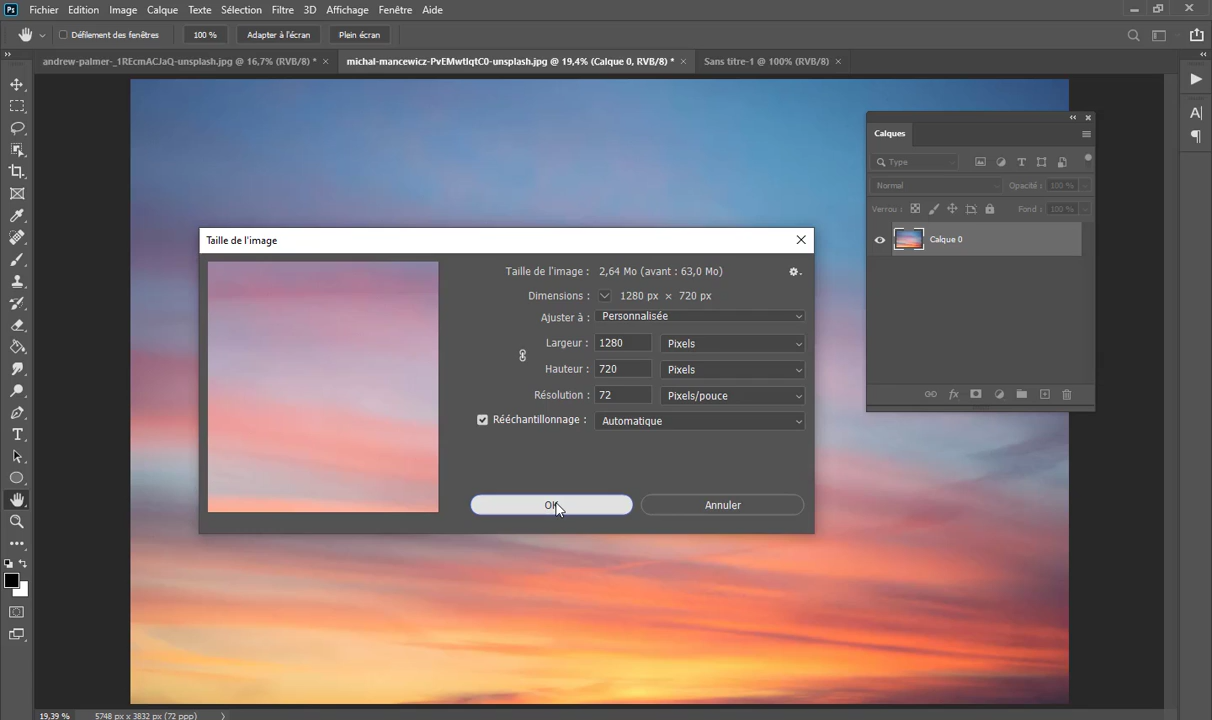 Ps Fichier Edition Image Calque Texte Sélection Filtre 3D Affichage Fenêtre Aide
Défilement des fenêtres 100 % Adapter à l'écran Plein écran
andrew-palmer-_1REcmACJaQ-unsplash.jpg @ 16,7% (RVB/8) * × michal-mancewicz-PvEMwtIqtC0-unsplash.jpg @ 19,4% (Calque 0, RVB/8) * × Sans titre-1 @ 100% (RVB/8) ×
Calques
Type
Normal Opacité : 100 %
Verrou : Fond : 100 %
Calque 0
Taille de l'image
Taille de l'image : 2,64 Mo (avant : 63,0 Mo)
Dimensions : 1280 px × 720 px
Ajuster à : Personnalisée
Largeur : 1280 Pixels
Hauteur : 720 Pixels
Résolution : 72 Pixels/pouce
Rééchantillonnage : Automatique
OK Annuler
19,39 % 5748 px x 3832 px (72 ppp)